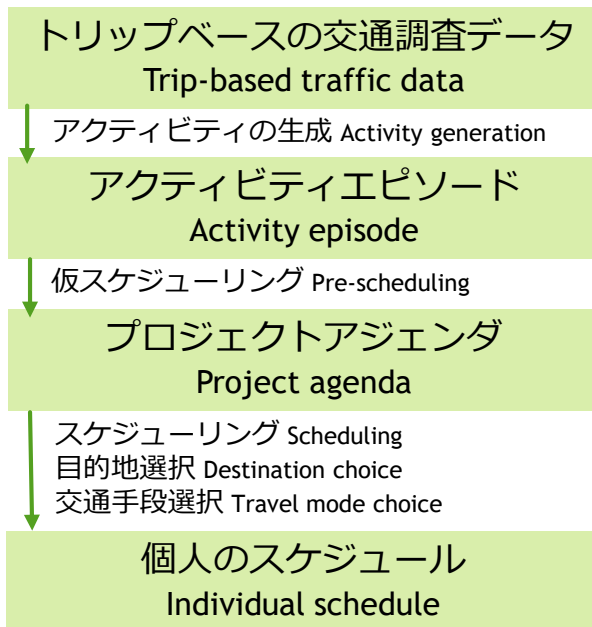 トリップベースの交通調査データ
Trip-based traffic data
アクティビティの生成 Activity generation
アクティビティエピソード
Activity episode
仮スケジューリング Pre-scheduling
プロジェクトアジェンダ
Project agenda
スケジューリング Scheduling
目的地選択 Destination choice
交通手段選択 Travel mode choice
個人のスケジュール
Individual schedule